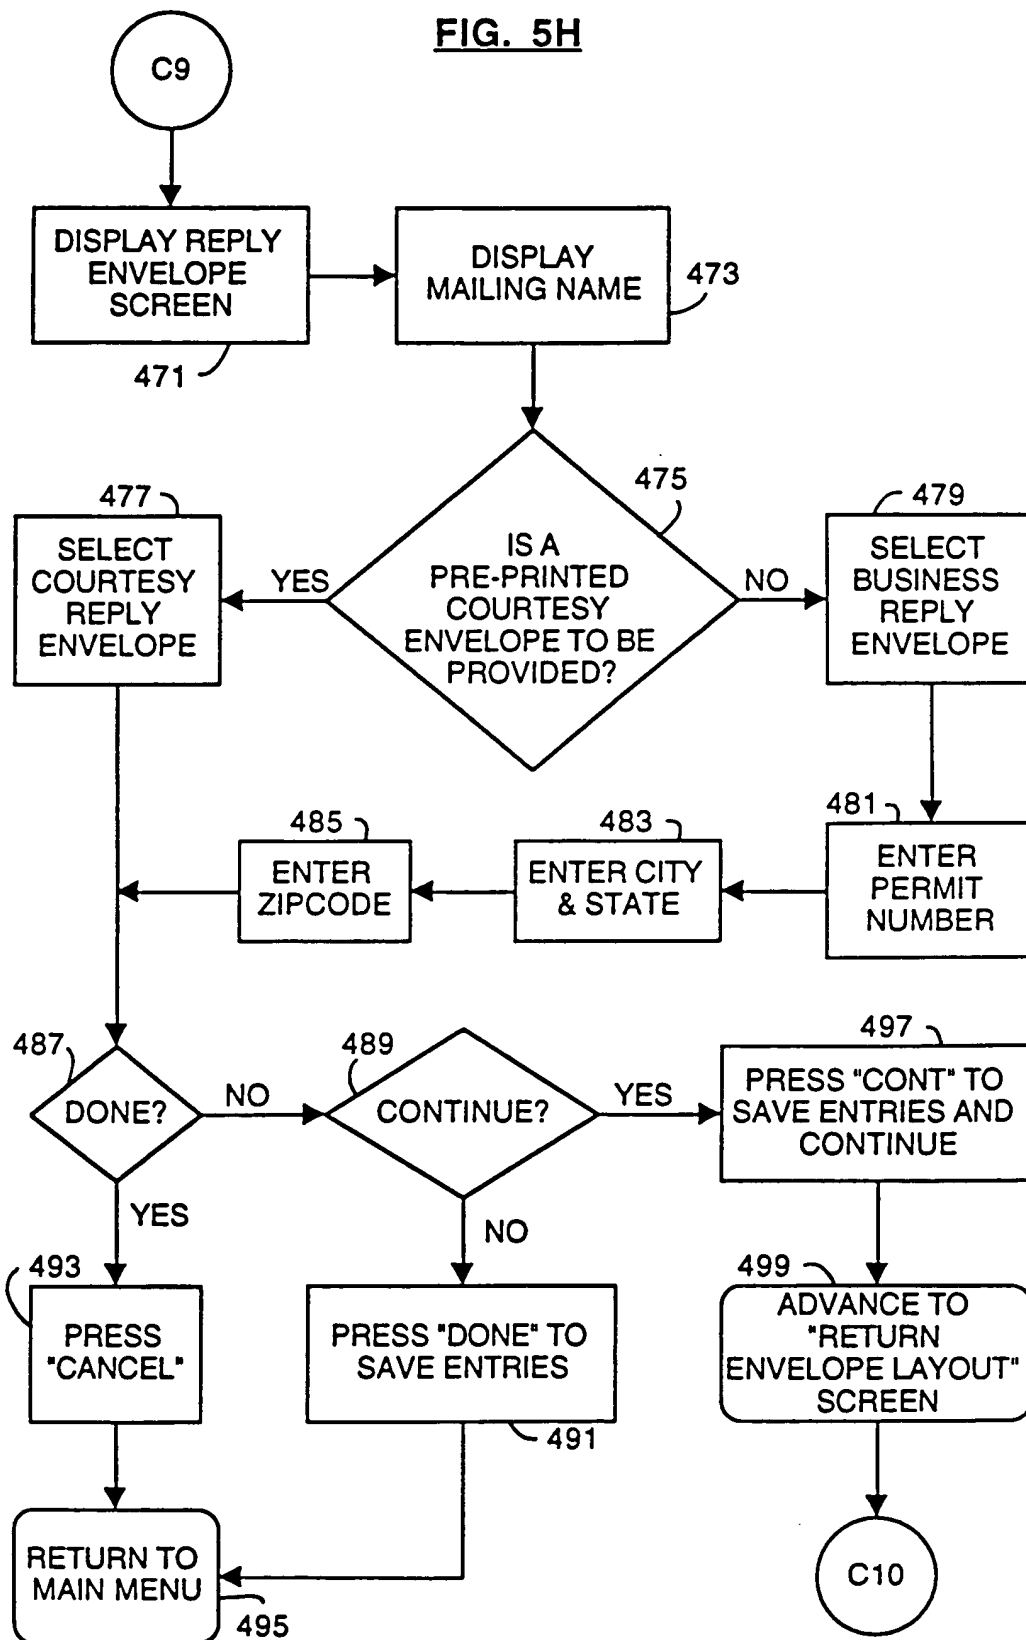 FIG. 5H
C9
DISPLAY REPLY
ENVELOPE
SCREEN
471
DISPLAY
MAILING NAME
473
475
IS A
PRE-PRINTED
COURTESY
ENVELOPE TO BE
PROVIDED?
YES
NO
477
SELECT
COURTESY
REPLY
ENVELOPE
479
SELECT
BUSINESS
REPLY
ENVELOPE
481
ENTER
PERMIT
NUMBER
483
ENTER CITY
& STATE
485
ENTER
ZIPCODE
487
DONE?
NO
YES
489
CONTINUE?
YES
NO
497
PRESS "CONT" TO
SAVE ENTRIES AND
CONTINUE
493
PRESS
"CANCEL"
PRESS "DONE" TO
SAVE ENTRIES
491
499
ADVANCE TO
"RETURN
ENVELOPE LAYOUT"
SCREEN
RETURN TO
MAIN MENU
495
C10